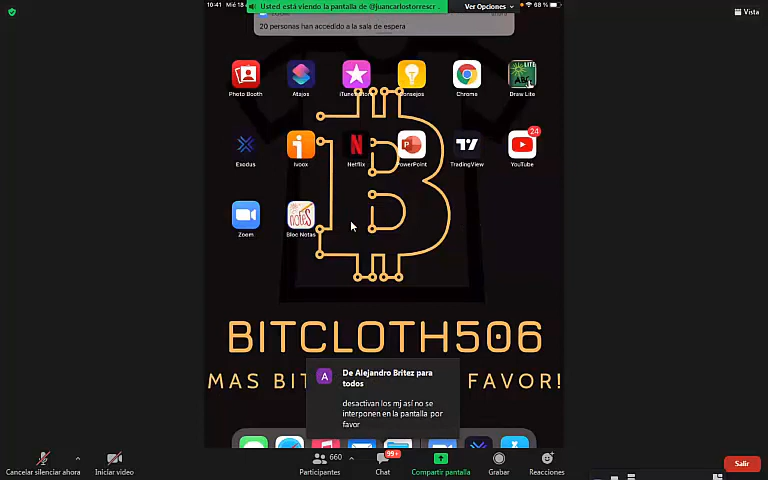 10:41 Mié 18
Usted está viendo la pantalla de @juancarlostorrescr
Ver Opciones
68 %
Vista
20 personas han accedido a la sala de espera
Photo Booth
Atajos
Chrome
Draw Lite
Exodus
Ivoox
Netflix
PowerPoint
TradingView
24
YouTube
Zoom
NOTES
Bloc Notas
BITCLOTH506
MAS BIT
FAVOR!
A
De Alejandro Britez para
todos
desactivan los mj así no se
interponen en la pantalla por
favor
Cancelar silenciar ahora
Iniciar video
660
Participantes
99+
Chat
Compartir pantalla
Grabar
Reacciones
Salir